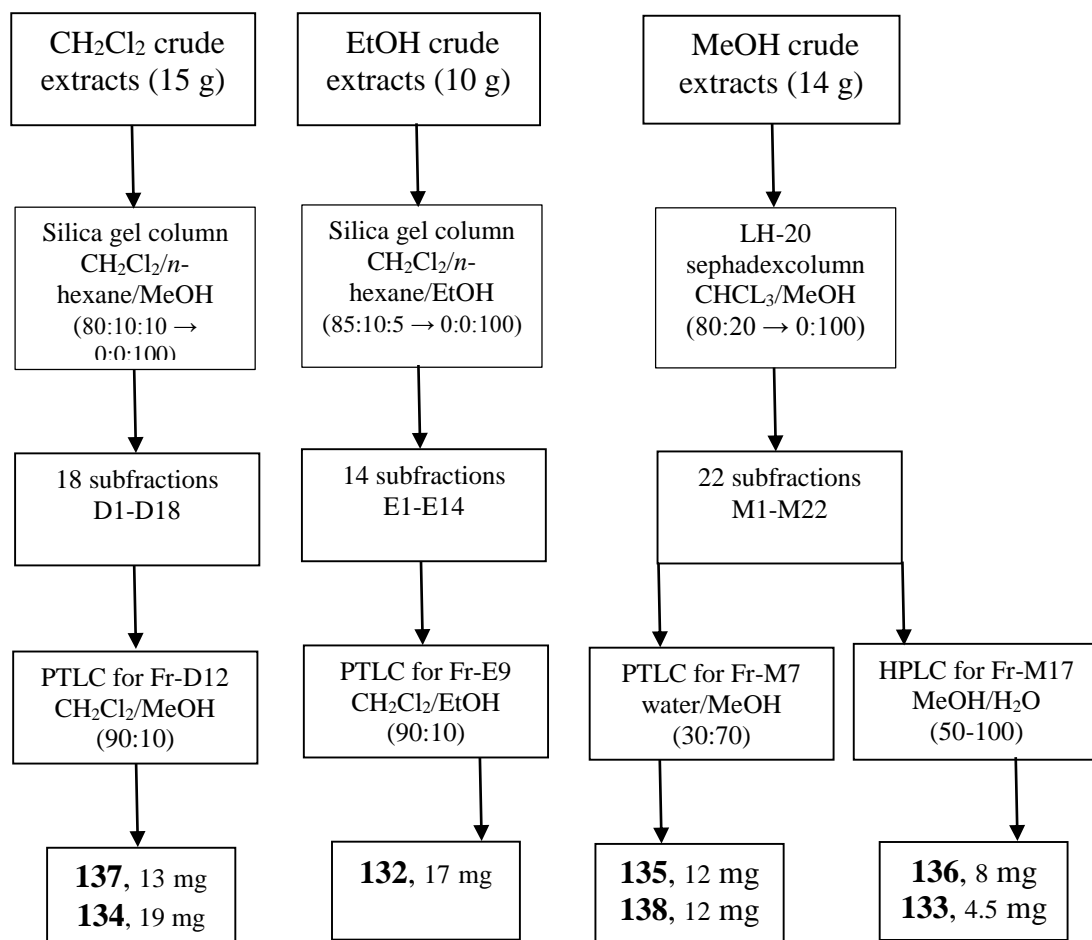 CH₂Cl₂ crude
extracts (15 g)
EtOH crude
extracts (10 g)
MeOH crude
extracts (14 g)
Silica gel column
CH₂Cl₂/n-
hexane/MeOH
(80:10:10 →
0:0:100)
Silica gel column
CH₂Cl₂/n-
hexane/EtOH
(85:10:5 → 0:0:100)
LH-20
sephadexcolumn
CHCL₃/MeOH
(80:20 → 0:100)
18 subfractions
D1-D18
14 subfractions
E1-E14
22 subfractions
M1-M22
PTLC for Fr-D12
CH₂Cl₂/MeOH
(90:10)
PTLC for Fr-E9
CH₂Cl₂/EtOH
(90:10)
PTLC for Fr-M7
water/MeOH
(30:70)
HPLC for Fr-M17
MeOH/H₂O
(50-100)
137, 13 mg
134, 19 mg
132, 17 mg
135, 12 mg
138, 12 mg
136, 8 mg
133, 4.5 mg